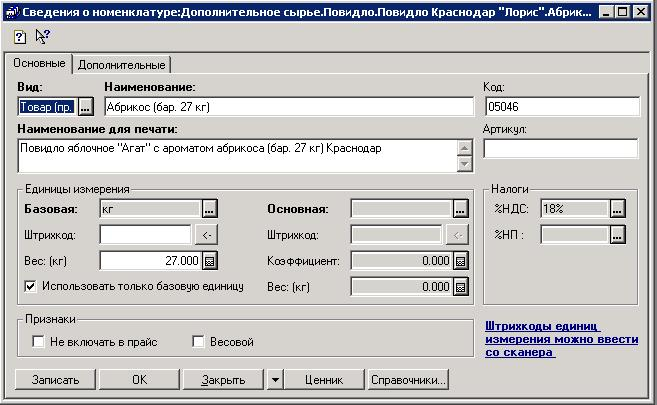 Сведения о номенклатуре:Дополнительное сырье.Повидло.Повидло Краснодар "Лорис".Абрик...
Основные Дополнительные
Вид: Наименование: Код:
Товар (пр. ... Абрикос (бар. 27 кг) 05046
Наименование для печати: Артикул:
Повидло яблочное "Агат" с ароматом абрикоса (бар. 27 кг) Краснодар
Единицы измерения Налоги
Базовая: кг ... Основная: ... %НДС: 18% ...
Штрихкод: <- Штрихкод: <- %НП : ...
Вес: (кг) 27.000 Коэффициент: 0.000
Использовать только базовую единицу Вес: (кг) 0.000
Признаки
Не включать в прайс Весовой
Штрихкоды единиц
измерения можно ввести
со сканера
Записать OK Закрыть Ценник Справочники...